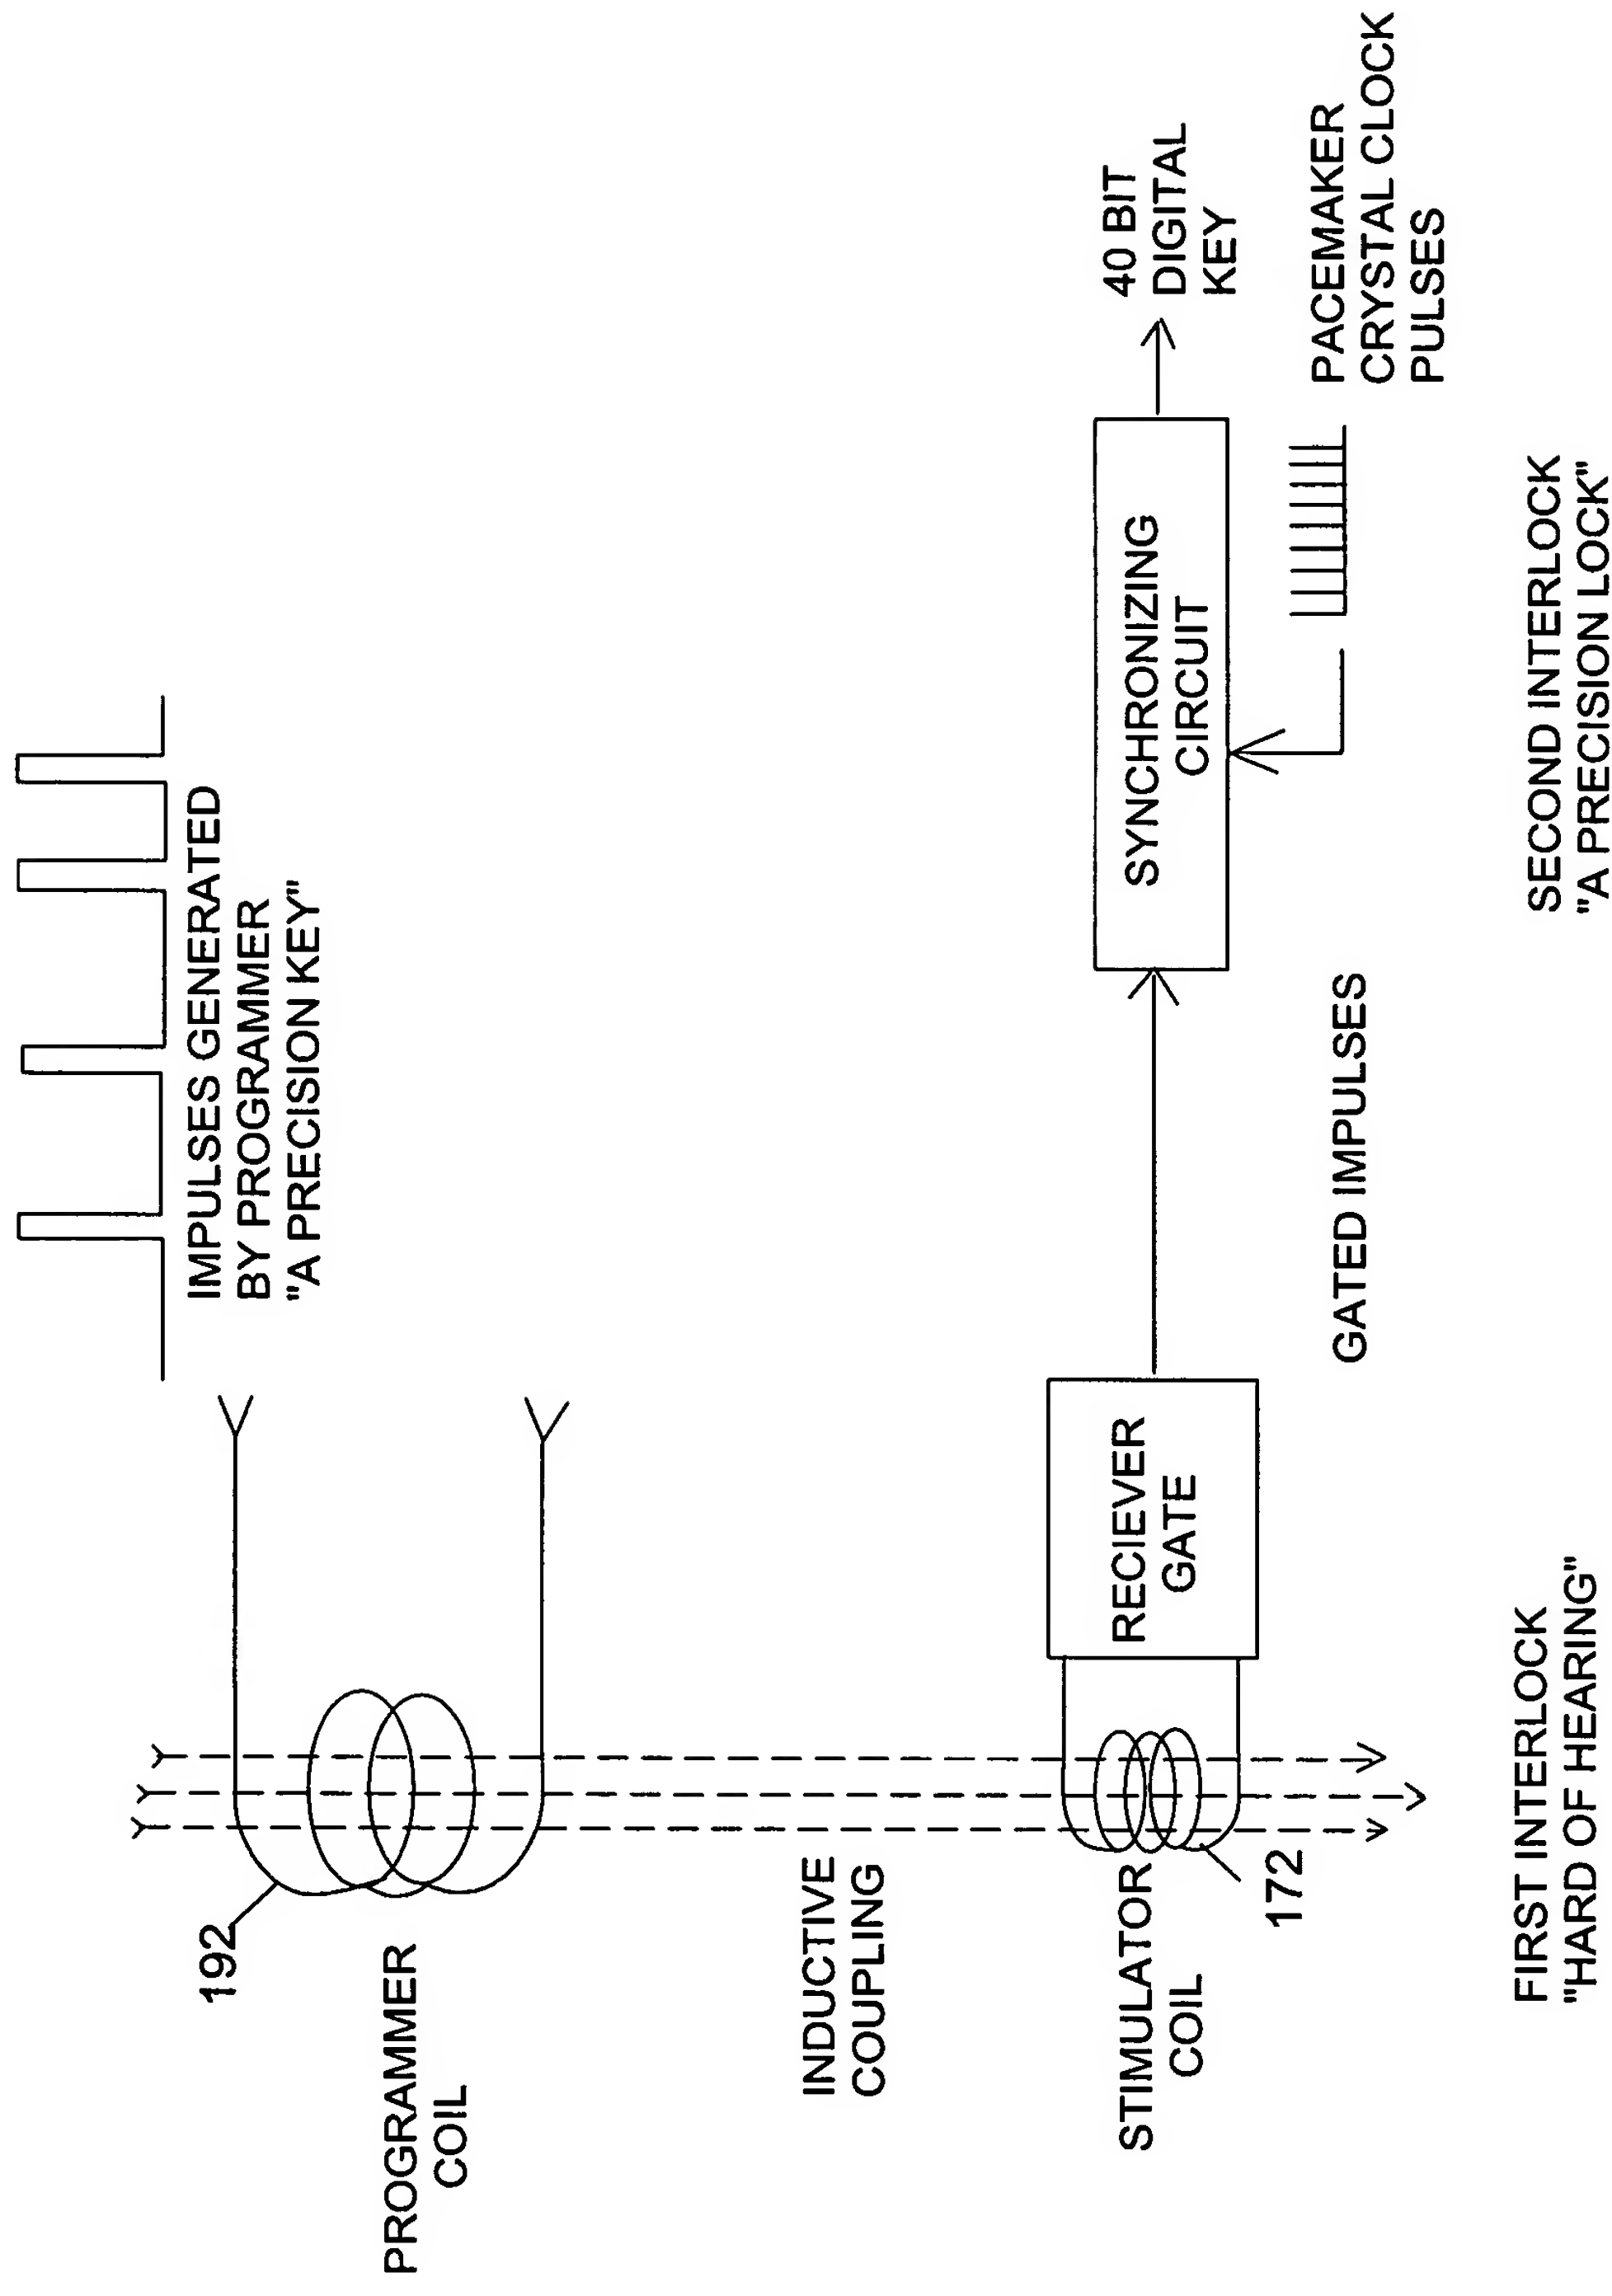 IMPULSES GENERATED
BY PROGRAMMER
"A PRECISION KEY"
192
PROGRAMMER
COIL
INDUCTIVE
COUPLING
STIMULATOR
COIL
172
RECIEVER
GATE
GATED IMPULSES
SYNCHRONIZING
CIRCUIT
40 BIT
DIGITAL
KEY
PACEMAKER
CRYSTAL CLOCK
PULSES
FIRST INTERLOCK
"HARD OF HEARING"
SECOND INTERLOCK
"A PRECISION LOCK"